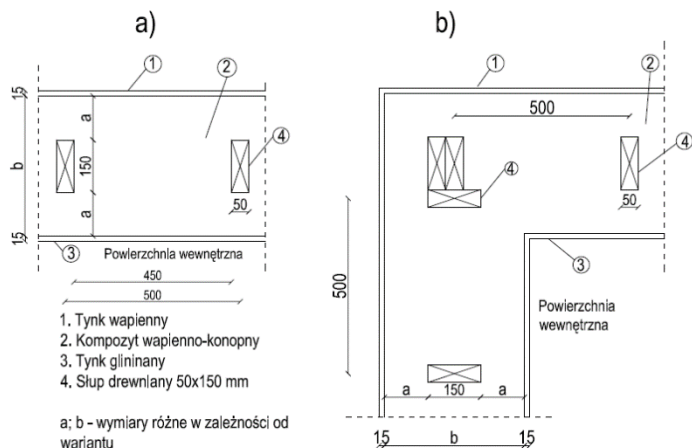 a)
1
2
15
a
b
150
4
a
50
15
3
Powierzchnia wewnętrzna
450
500
1. Tynk wapienny
2. Kompozyt wapienno-konopny
3. Tynk glininany
4. Słup drewniany 50x150 mm
a; b - wymiary różne w zależności od
wariantu
b)
1
2
500
4
4
50
3
500
Powierzchnia
wewnętrzna
a
150
a
15
b
15